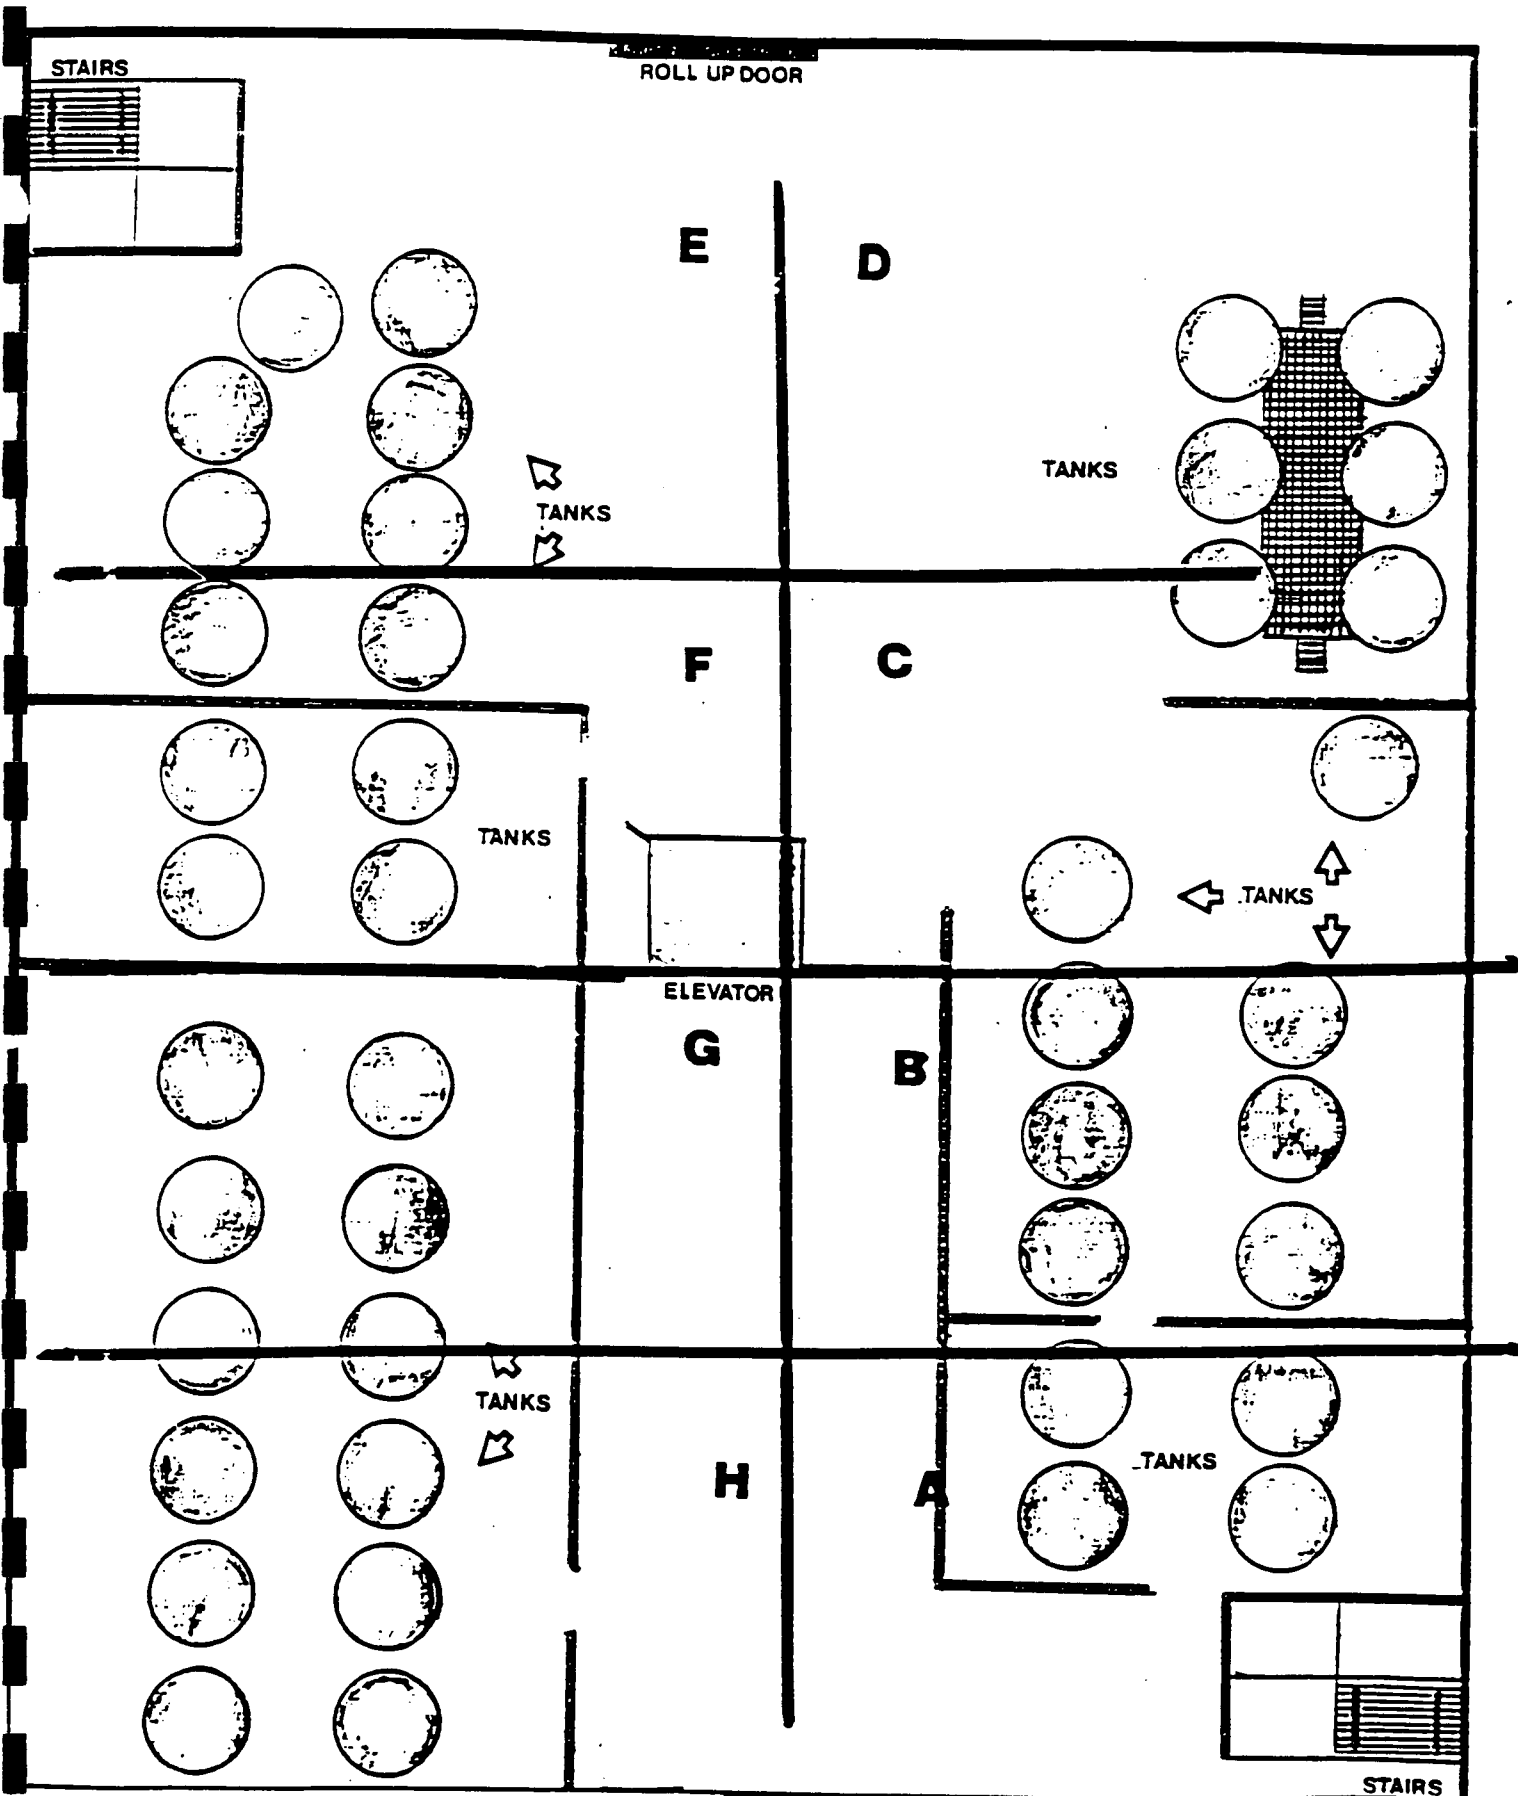 STAIRS
ROLL UP DOOR
E
D
TANKS
TANKS
F
C
TANKS
TANKS
ELEVATOR
G
B
TANKS
TANKS
H
A
STAIRS